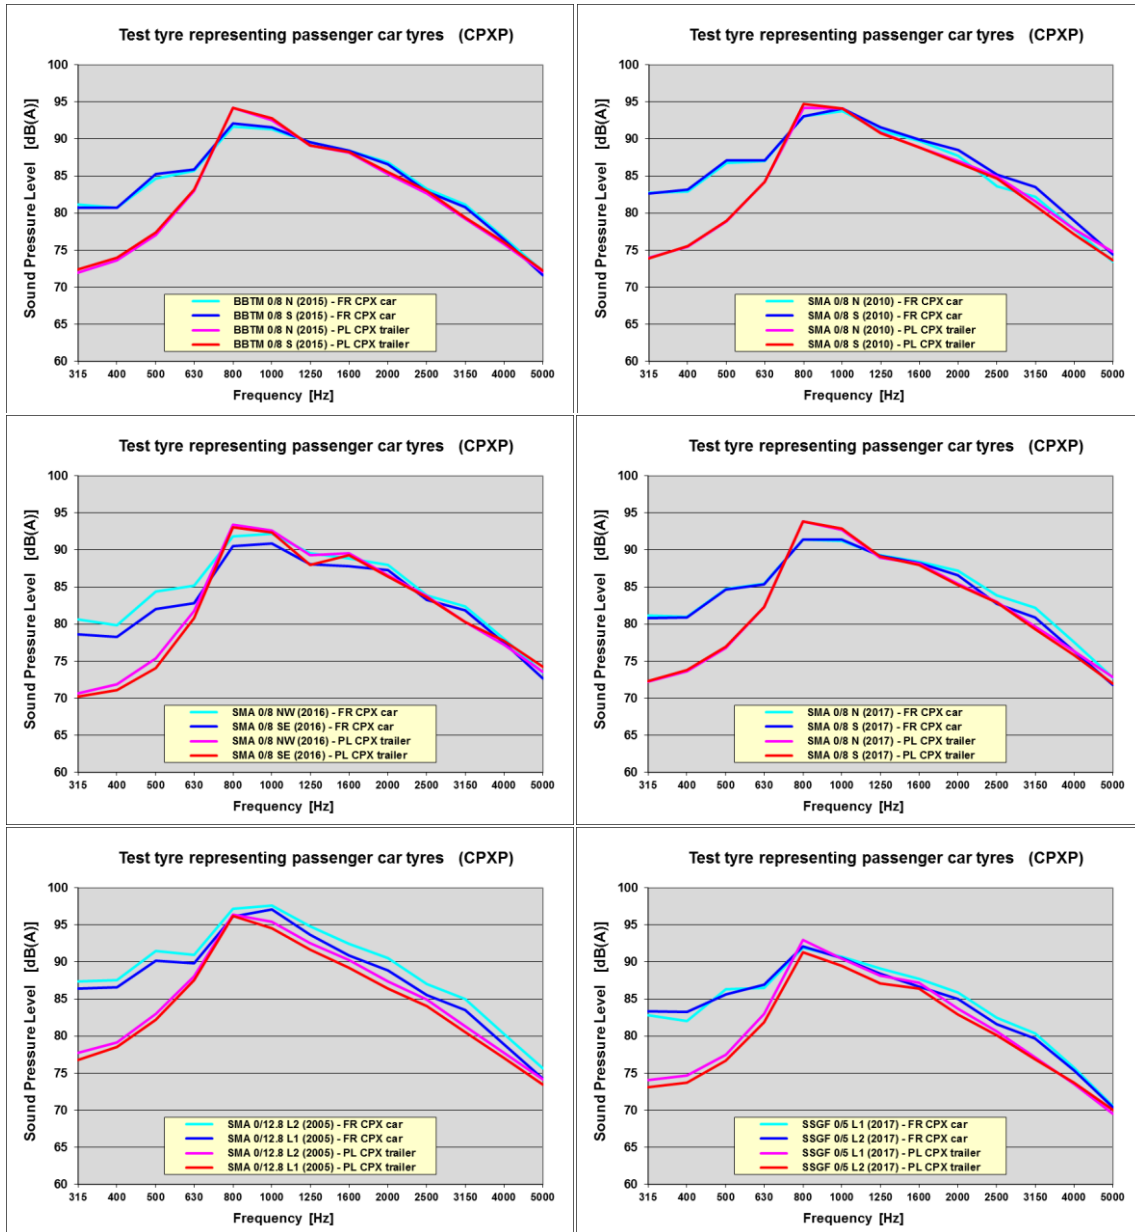 Test tyre representing passenger car tyres (CPXP)
Sound Pressure Level [dB(A)]
100
95
90
85
80
75
70
65
60
BBTM 0/8 N (2015) - FR CPX car
BBTM 0/8 S (2015) - FR CPX car
BBTM 0/8 N (2015) - PL CPX trailer
BBTM 0/8 S (2015) - PL CPX trailer
315 400 500 630 800 1000 1250 1600 2000 2500 3150 4000 5000
Frequency [Hz]
Test tyre representing passenger car tyres (CPXP)
Sound Pressure Level [dB(A)]
100
95
90
85
80
75
70
65
60
SMA 0/8 N (2010) - FR CPX car
SMA 0/8 S (2010) - FR CPX car
SMA 0/8 N (2010) - PL CPX trailer
SMA 0/8 S (2010) - PL CPX trailer
315 400 500 630 800 1000 1250 1600 2000 2500 3150 4000 5000
Frequency [Hz]
Test tyre representing passenger car tyres (CPXP)
Sound Pressure Level [dB(A)]
100
95
90
85
80
75
70
65
60
SMA 0/8 NW (2016) - FR CPX car
SMA 0/8 SE (2016) - FR CPX car
SMA 0/8 NW (2016) - PL CPX trailer
SMA 0/8 SE (2016) - PL CPX trailer
315 400 500 630 800 1000 1250 1600 2000 2500 3150 4000 5000
Frequency [Hz]
Test tyre representing passenger car tyres (CPXP)
Sound Pressure Level [dB(A)]
100
95
90
85
80
75
70
65
60
SMA 0/8 N (2017) - FR CPX car
SMA 0/8 S (2017) - FR CPX car
SMA 0/8 N (2017) - PL CPX trailer
SMA 0/8 S (2017) - PL CPX trailer
315 400 500 630 800 1000 1250 1600 2000 2500 3150 4000 5000
Frequency [Hz]
Test tyre representing passenger car tyres (CPXP)
Sound Pressure Level [dB(A)]
100
95
90
85
80
75
70
65
60
SMA 0/12.8 L2 (2005) - FR CPX car
SMA 0/12.8 L1 (2005) - FR CPX car
SMA 0/12.8 L2 (2005) - PL CPX trailer
SMA 0/12.8 L1 (2005) - PL CPX trailer
315 400 500 630 800 1000 1250 1600 2000 2500 3150 4000 5000
Frequency [Hz]
Test tyre representing passenger car tyres (CPXP)
Sound Pressure Level [dB(A)]
100
95
90
85
80
75
70
65
60
SSGF 0/5 L1 (2017) - FR CPX car
SSGF 0/5 L2 (2017) - FR CPX car
SSGF 0/5 L1 (2017) - PL CPX trailer
SSGF 0/5 L2 (2017) - PL CPX trailer
315 400 500 630 800 1000 1250 1600 2000 2500 3150 4000 5000
Frequency [Hz]